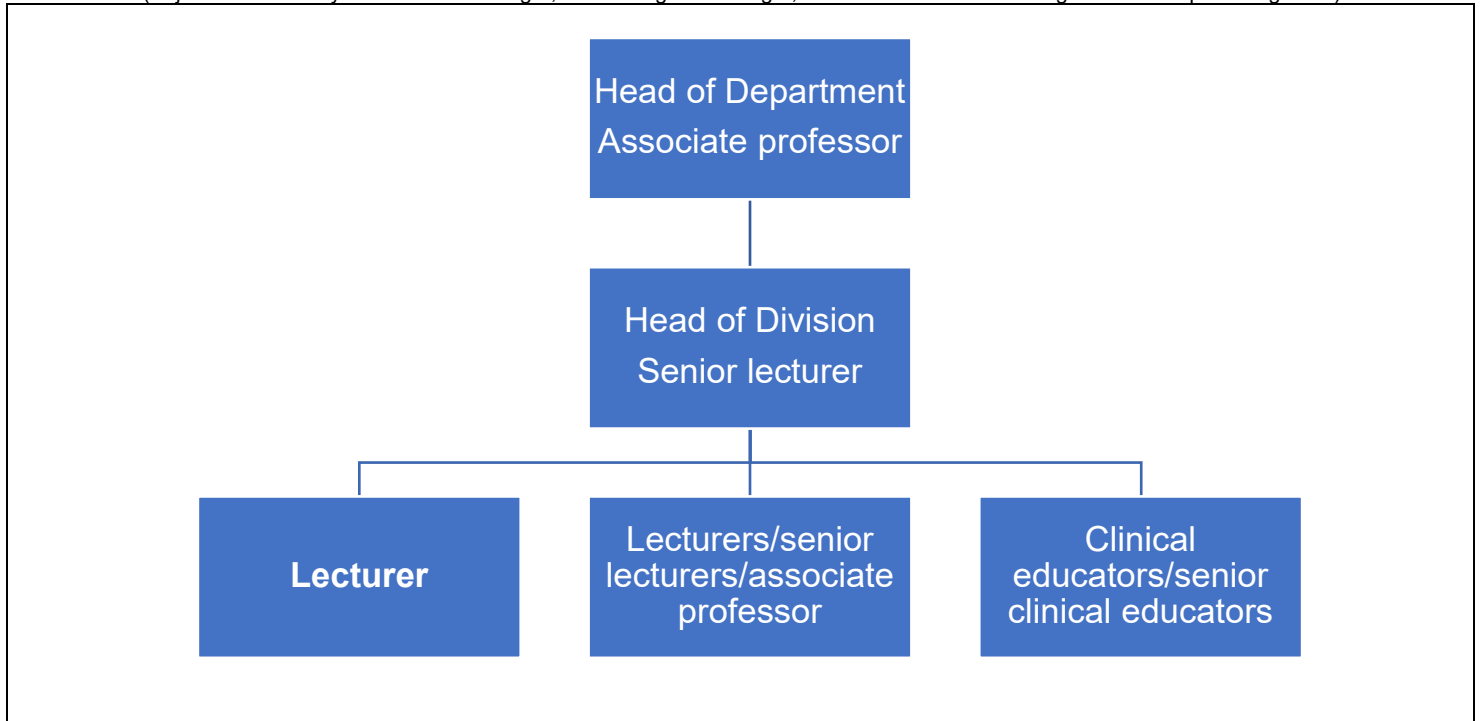 Head of Department
Associate professor
Head of Division
Senior lecturer
Lecturer
Lecturers/senior
lecturers/associate
professor
Clinical
educators/senior
clinical educators